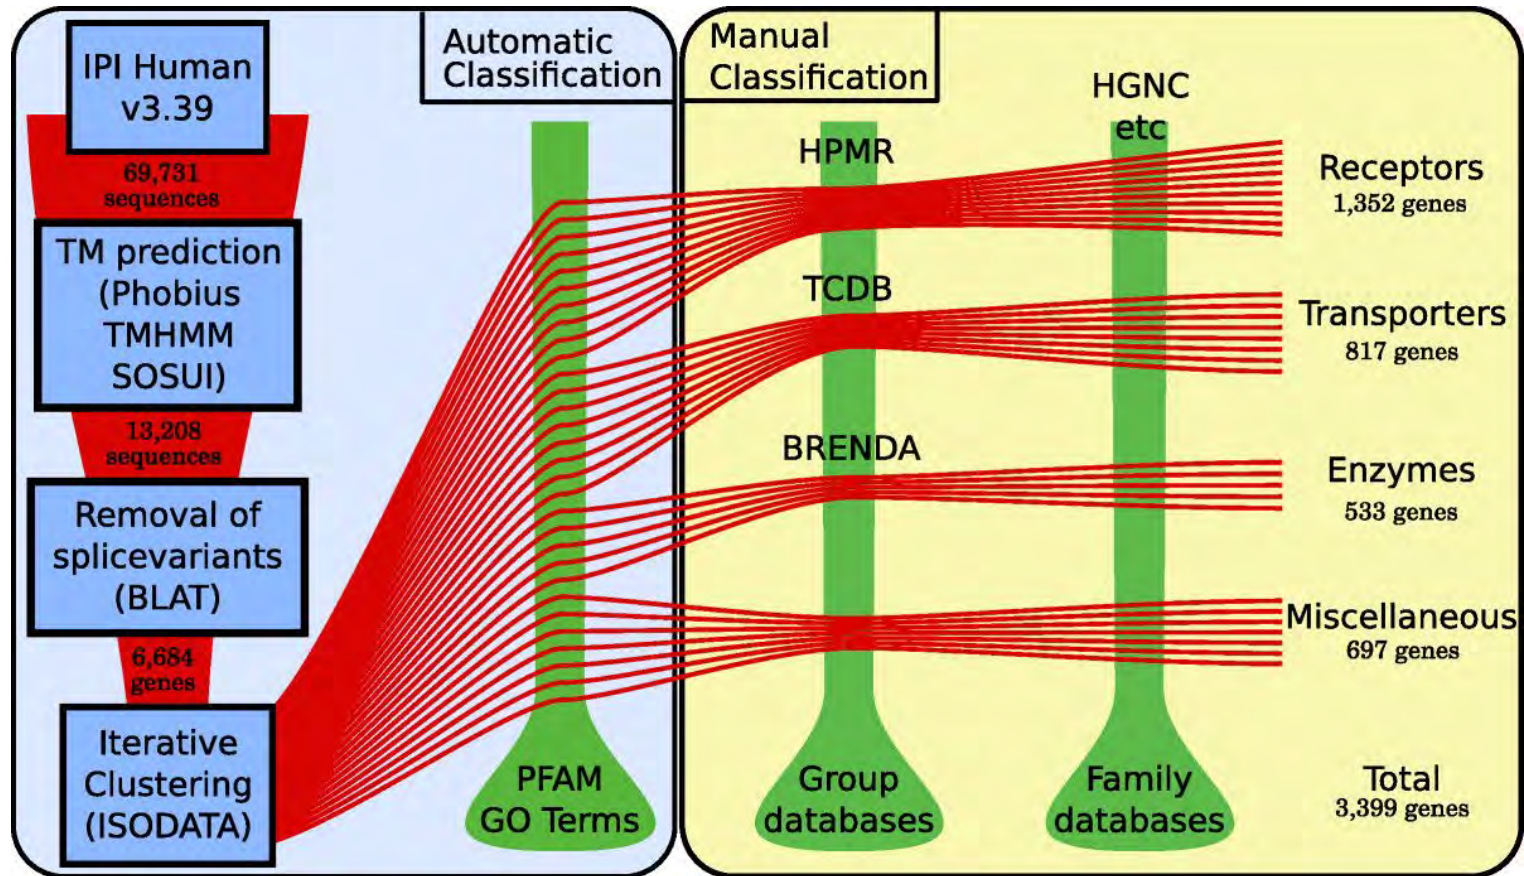 IPI Human
v3.39
69,731
sequences
TM prediction
(Phobius
TMHMM
SOSUI)
13,208
sequences
Removal of
splicevariants
(BLAT)
6,684
genes
Iterative
Clustering
(ISODATA)
Automatic
Classification
PFAM
GO Terms
Manual
Classification
HPMR
TCDB
BRENDA
Group
databases
HGNC
etc
Family
databases
Receptors
1,352 genes
Transporters
817 genes
Enzymes
533 genes
Miscellaneous
697 genes
Total
3,399 genes